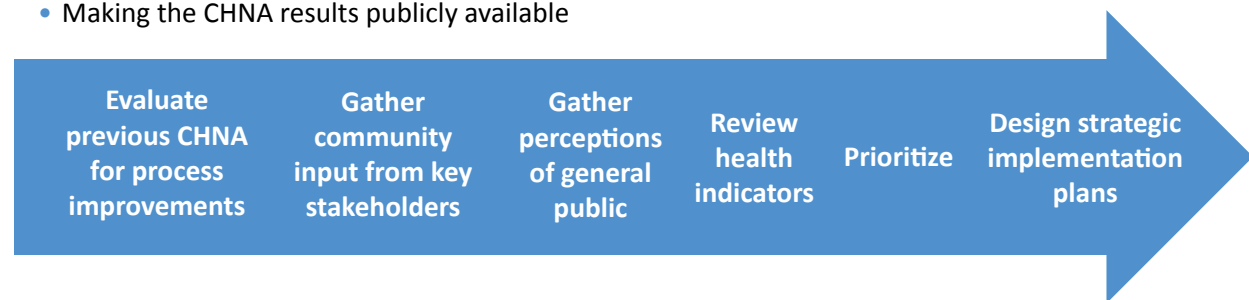 • Making the CHNA results publicly available
Evaluate
previous CHNA
for process
improvements
Gather
community
input from key
stakeholders
Gather
perceptions
of general
public
Review
health
indicators
Prioritize
Design strategic
implementation
plans